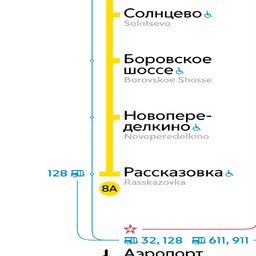 Солнцево
Solntsevo
Боровское
шоссе
Borovskoe Shosse
Новопере-
делкино
Novoperedelkino
128 Рассказовка
Rasskazovka
8А
32, 128 611, 911
Аэропорт